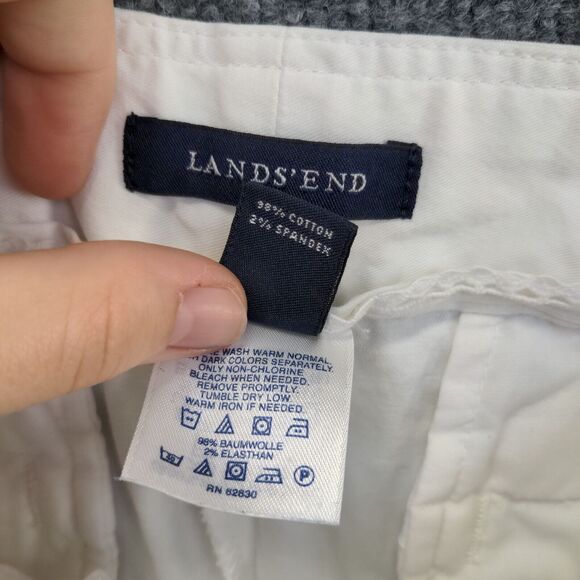 LANDS' END
98% COTTON
2% SPANDEX
WASH WARM NORMAL,
DARK COLORS SEPARATELY.
ONLY NON-CHLORINE
BLEACH WHEN NEEDED.
REMOVE PROMPTLY.
TUMBLE DRY LOW.
WARM IRON IF NEEDED.
98% BAUMWOLLE
2% ELASTHAN
P
RN 62830